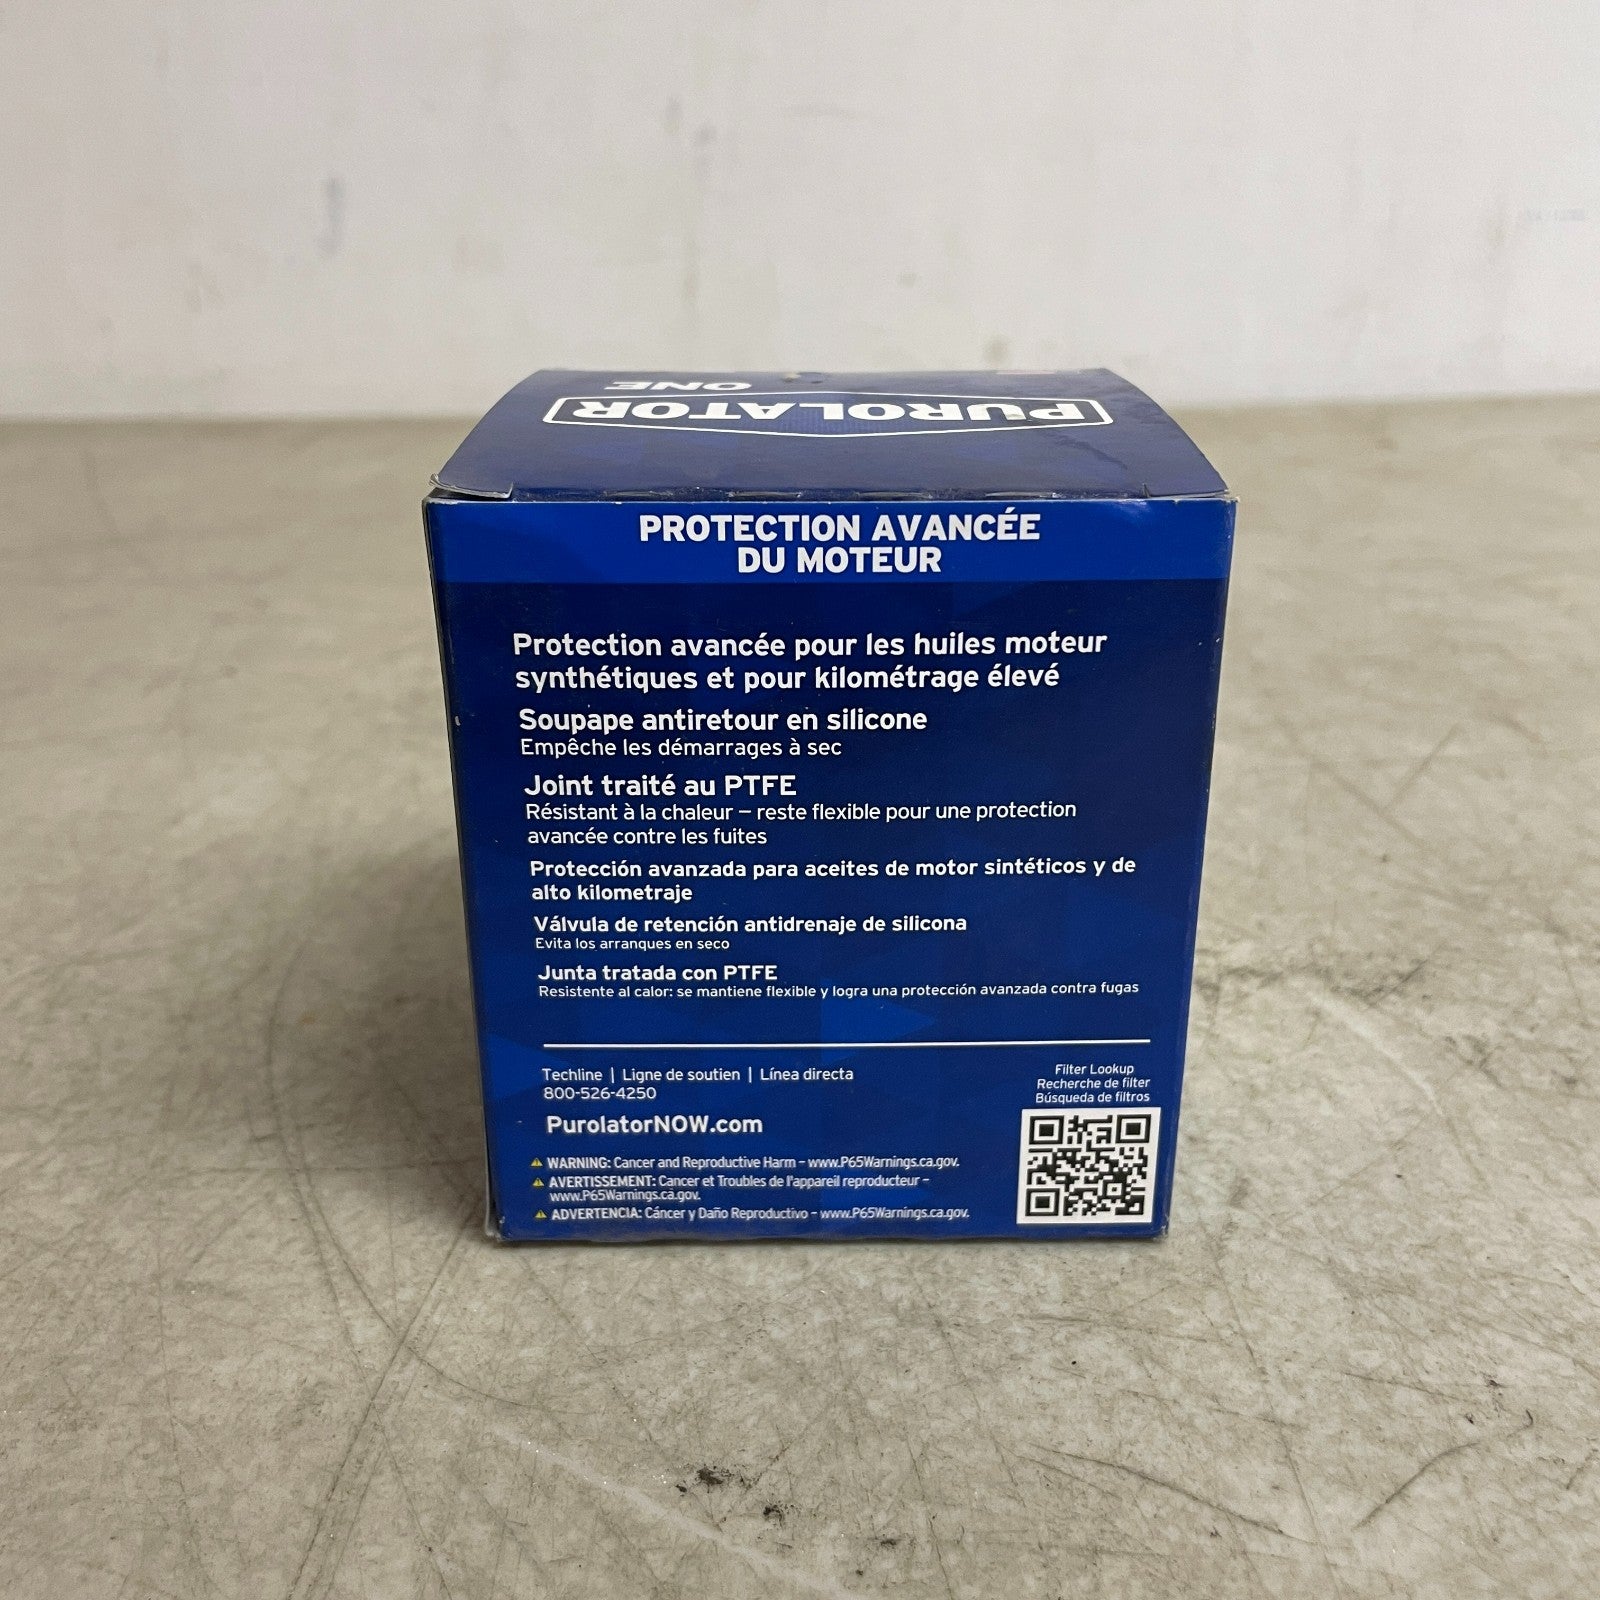 ONE
PUROLATOR
PROTECTION AVANCÉE
DU MOTEUR
Protection avancée pour les huiles moteur
synthétiques et pour kilométrage élevé
Soupape antiretour en silicone
Empêche les démarrages à sec
Joint traité au PTFE
Résistant à la chaleur – reste flexible pour une protection
avancée contre les fuites
Protección avanzada para aceites de motor sintéticos y de
alto kilometraje
Válvula de retención antidrenaje de silicona
Evita los arranques en seco
Junta tratada con PTFE
Resistente al calor: se mantiene flexible y logra una protección avanzada contra fugas
Techline | Ligne de soutien | Línea directa
800-526-4250
PurolatorNOW.com
WARNING: Cancer and Reproductive Harm – www.P65Warnings.ca.gov.
AVERTISSEMENT: Cancer et Troubles de l'appareil reproducteur –
www.P65Warnings.ca.gov.
ADVERTENCIA: Cáncer y Daño Reproductivo – www.P65Warnings.ca.gov.
Filter Lookup
Recherche de filter
Búsqueda de filtros